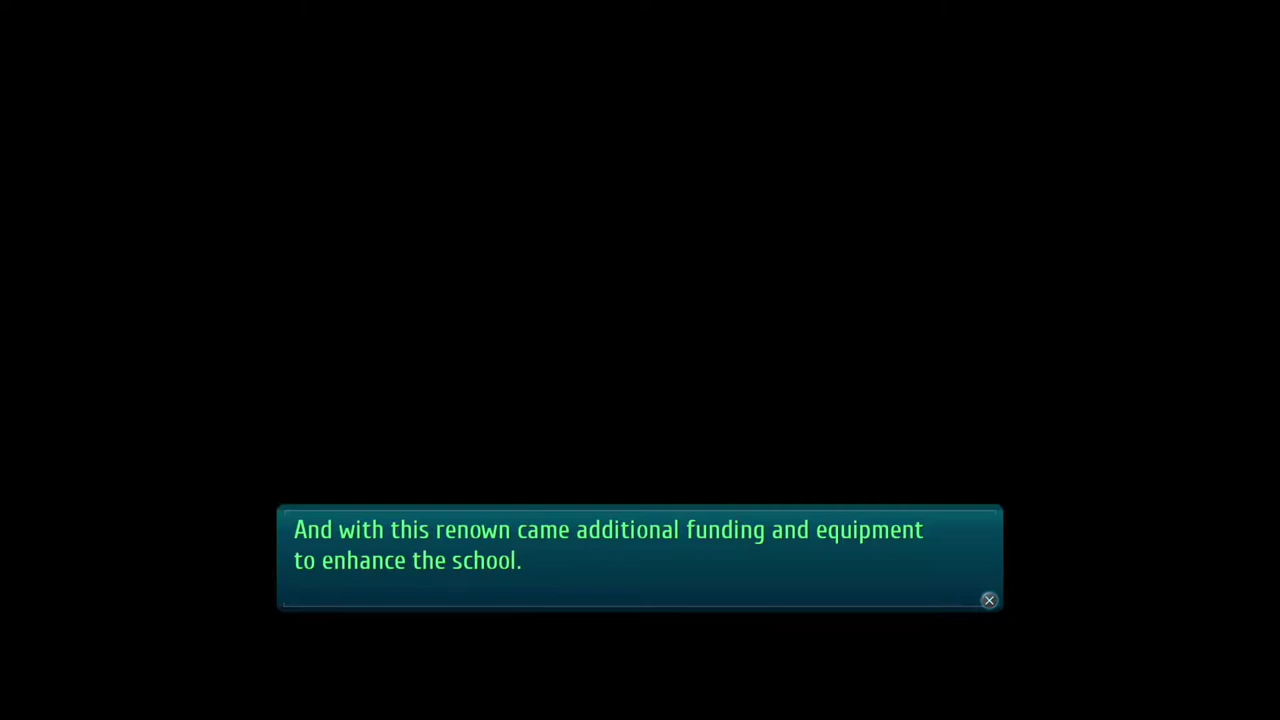 And with this renown came additional funding and equipment
to enhance the school.